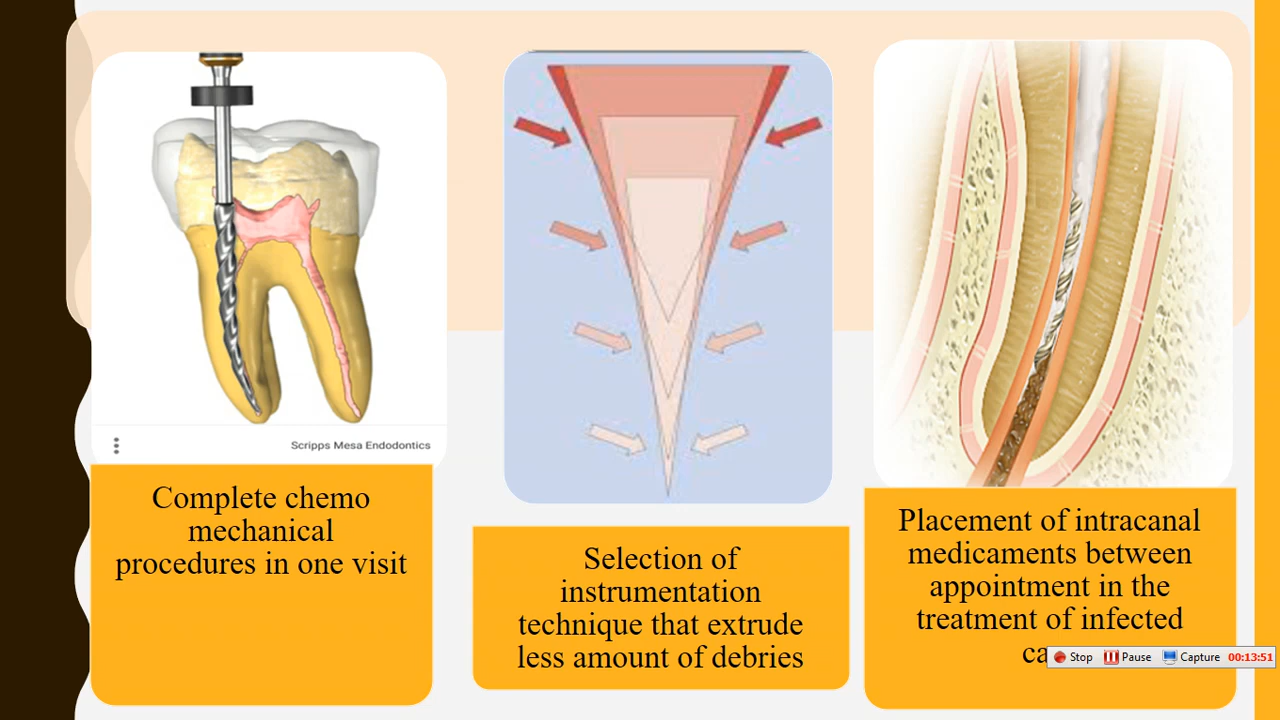 Scripps Mesa Endodontics
Complete chemo
mechanical
procedures in one visit
Selection of
instrumentation
technique that extrude
less amount of debries
Placement of intracanal
medicaments between
appointment in the
treatment of infected
Stop Pause Capture 00:13:51